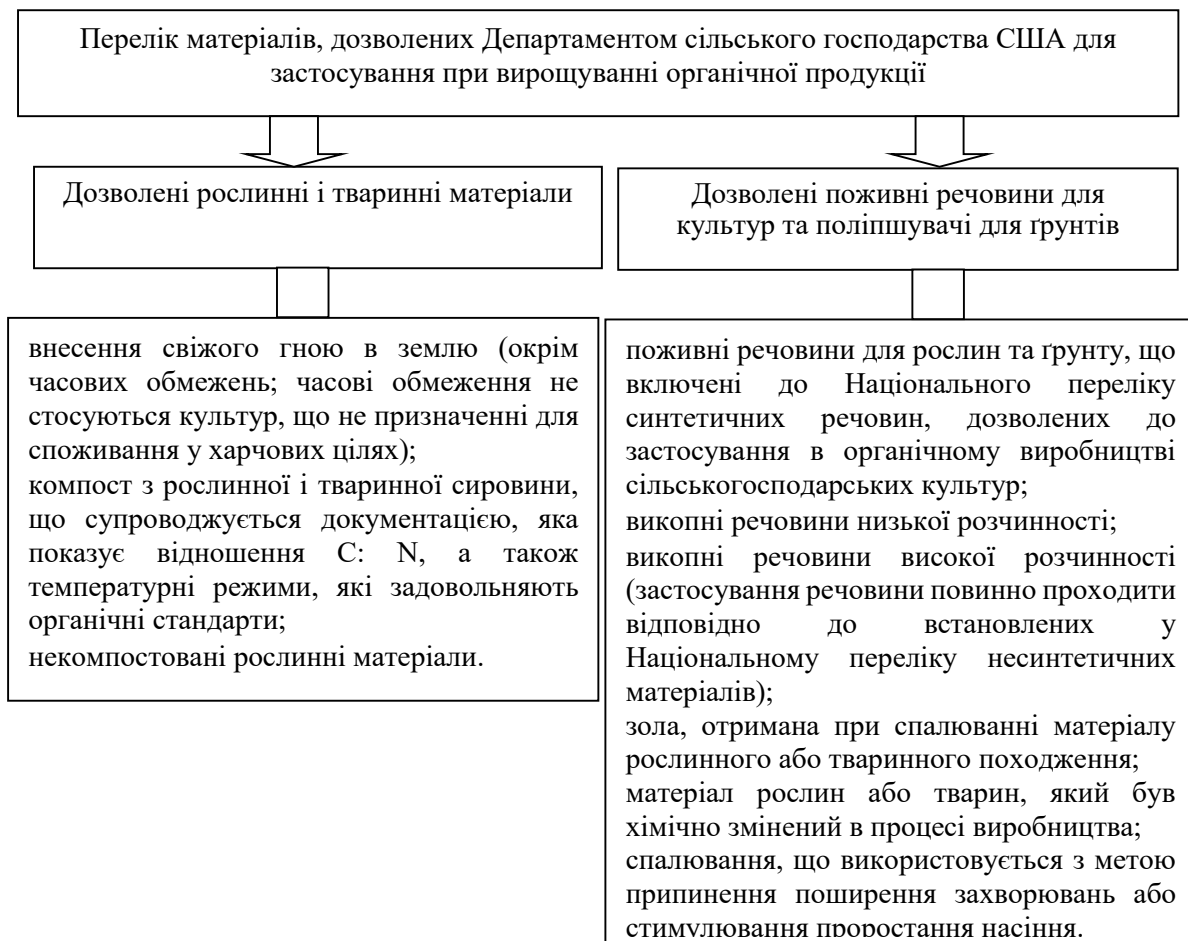 Перелік матеріалів, дозволених Департаментом сільського господарства США для
застосування при вирощуванні органічної продукції
Дозволені рослинні і тваринні матеріали
Дозволені поживні речовини для
культур та поліпшувачі для ґрунтів
внесення свіжого гною в землю (окрім
часових обмежень; часові обмеження не
стосуються культур, що не призначенні для
споживання у харчових цілях);
компост з рослинної і тваринної сировини,
що супроводжується документацією, яка
показує відношення C: N, а також
температурні режими, які задовольняють
органічні стандарти;
некомпостовані рослинні матеріали.
поживні речовини для рослин та ґрунту, що
включені до Національного переліку
синтетичних речовин, дозволених до
застосування в органічному виробництві
сільськогосподарських культур;
викопні речовини низької розчинності;
викопні речовини високої розчинності
(застосування речовини повинно проходити
відповідно до встановлених у
Національному переліку несинтетичних
матеріалів);
зола, отримана при спалюванні матеріалу
рослинного або тваринного походження;
матеріал рослин або тварин, який був
хімічно змінений в процесі виробництва;
спалювання, що використовується з метою
припинення поширення захворювань або
стимулювання проростання насіння.